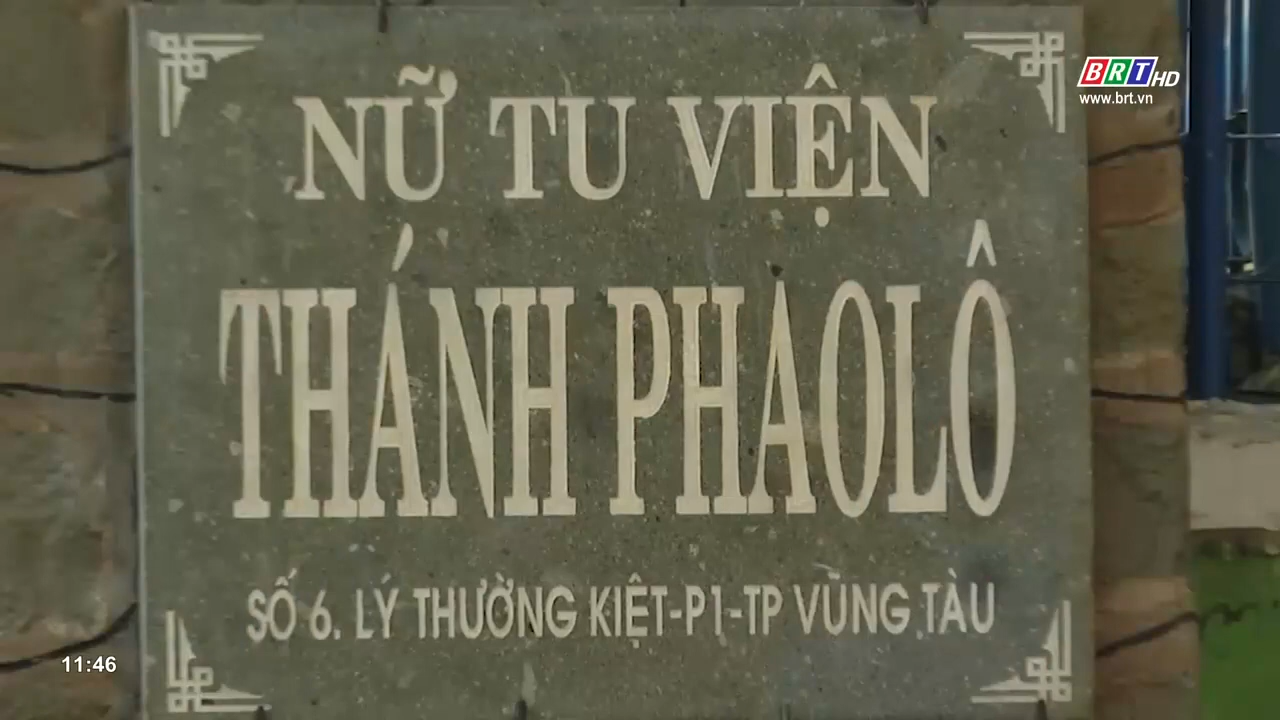 BRT HD
www.brt.vn
NỮ TU VIỆN
THÁNH PHAOLÔ
SỐ 6. LÝ THƯỜNG KIỆT-P1-TP VŨNG TÀU
11:46